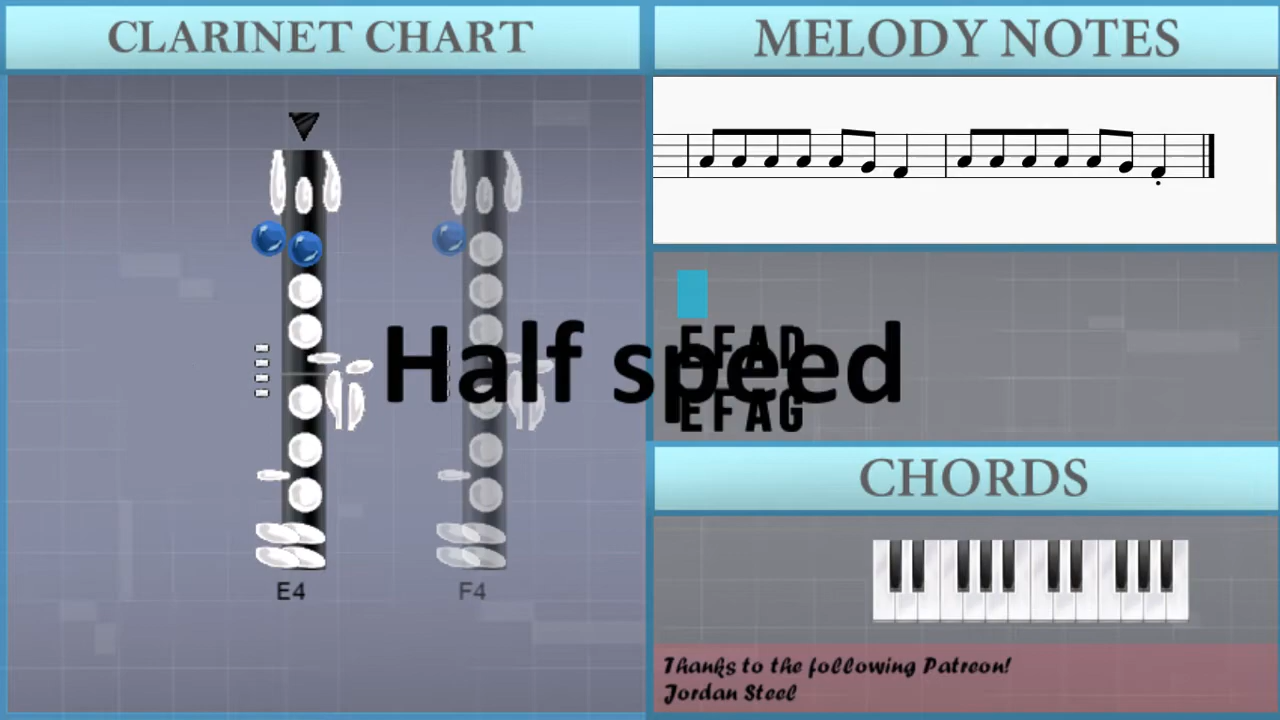 CLARINET CHART
MELODY NOTES
Half speed
E F A D
E F A G
E4
F4
CHORDS
Thanks to the following Patreon!
Jordan Steel